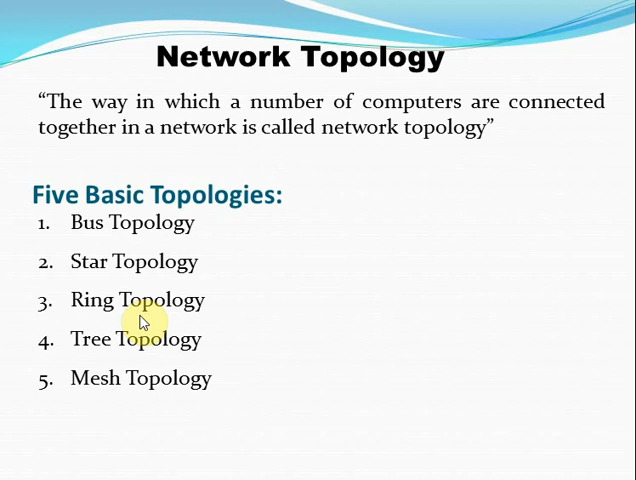 Network Topology
“The way in which a number of computers are connected
together in a network is called network topology”
Five Basic Topologies:
1. Bus Topology
2. Star Topology
3. Ring Topology
4. Tree Topology
5. Mesh Topology